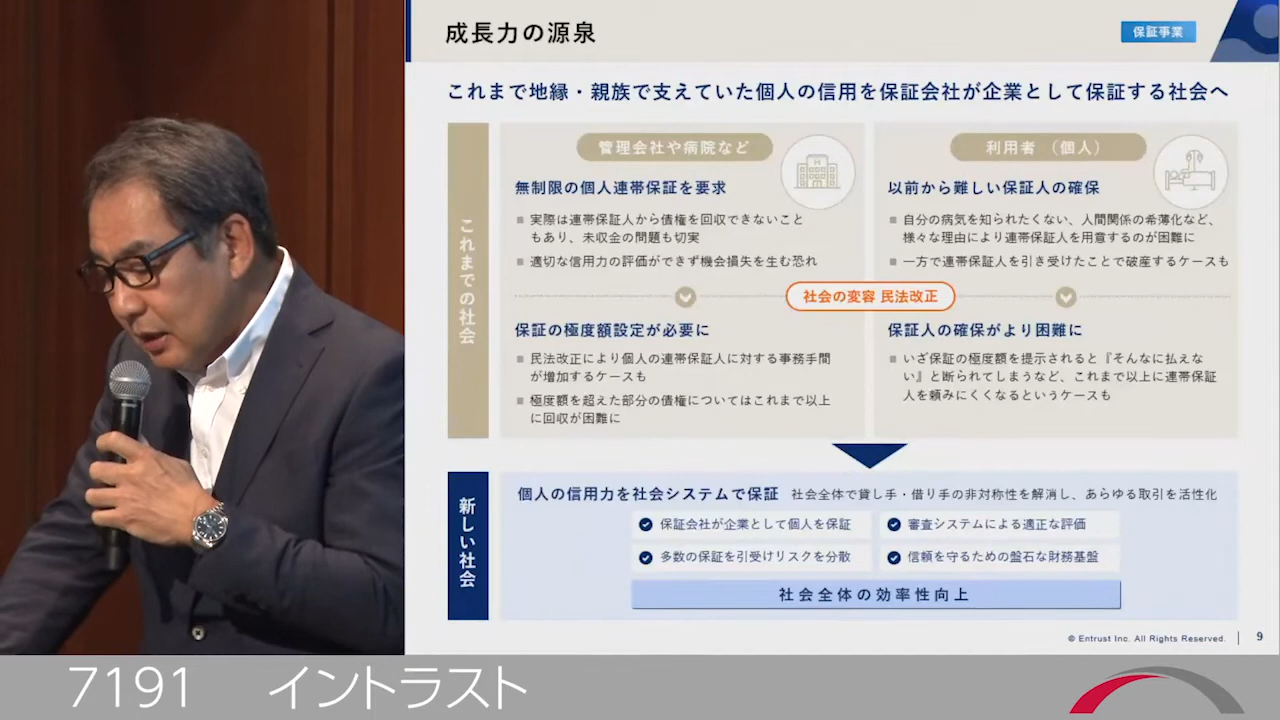 成長力の源泉
保証事業
これまで地縁・親族で支えていた個人の信用を保証会社が企業として保証する社会へ
これまでの社会
管理会社や病院など
無制限の個人連帯保証を要求
実際は連帯保証人から債権を回収できないこと
もあり、未収金の問題も切実
適切な信用力の評価ができず機会損失を生む恐れ
利用者 (個人)
以前から難しい保証人の確保
自分の病気を知られたくない、人間関係の希薄化など、
様々な理由により連帯保証人を用意するのが困難に
一方で連帯保証人を引き受けたことで破産するケースも
社会の変容 民法改正
保証の極度額設定が必要に
民法改正により個人の連帯保証人に対する事務手間
が増加するケースも
極度額を超えた部分の債権についてはこれまで以上
に回収が困難に
保証人の確保がより困難に
いざ保証の極度額を提示されると『そんなに払えな
い』と断られてしまうなど、これまで以上に連帯保証
人を頼みにくくなるというケースも
新しい社会
個人の信用力を社会システムで保証 社会全体で貸し手・借り手の非対称性を解消し、あらゆる取引を活性化
保証会社が企業として個人を保証
審査システムによる適正な評価
多数の保証を引受けリスクを分散
信頼を守るための盤石な財務基盤
社会全体の効率性向上
© Entrust Inc. All Rights Reserved. 9
7191 イントラスト